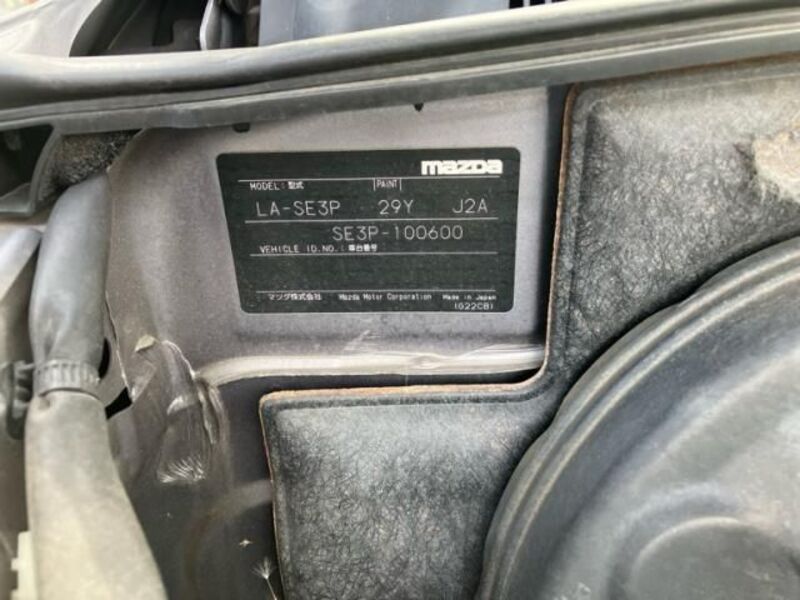 mazda
MODEL: 型式 PAINT
LA-SE3P 29Y J2A
SE3P-100600
VEHICLE ID.NO.: 車台番号
マツダ株式会社 Mazda Motor Corporation Made in Japan
(G22CB)